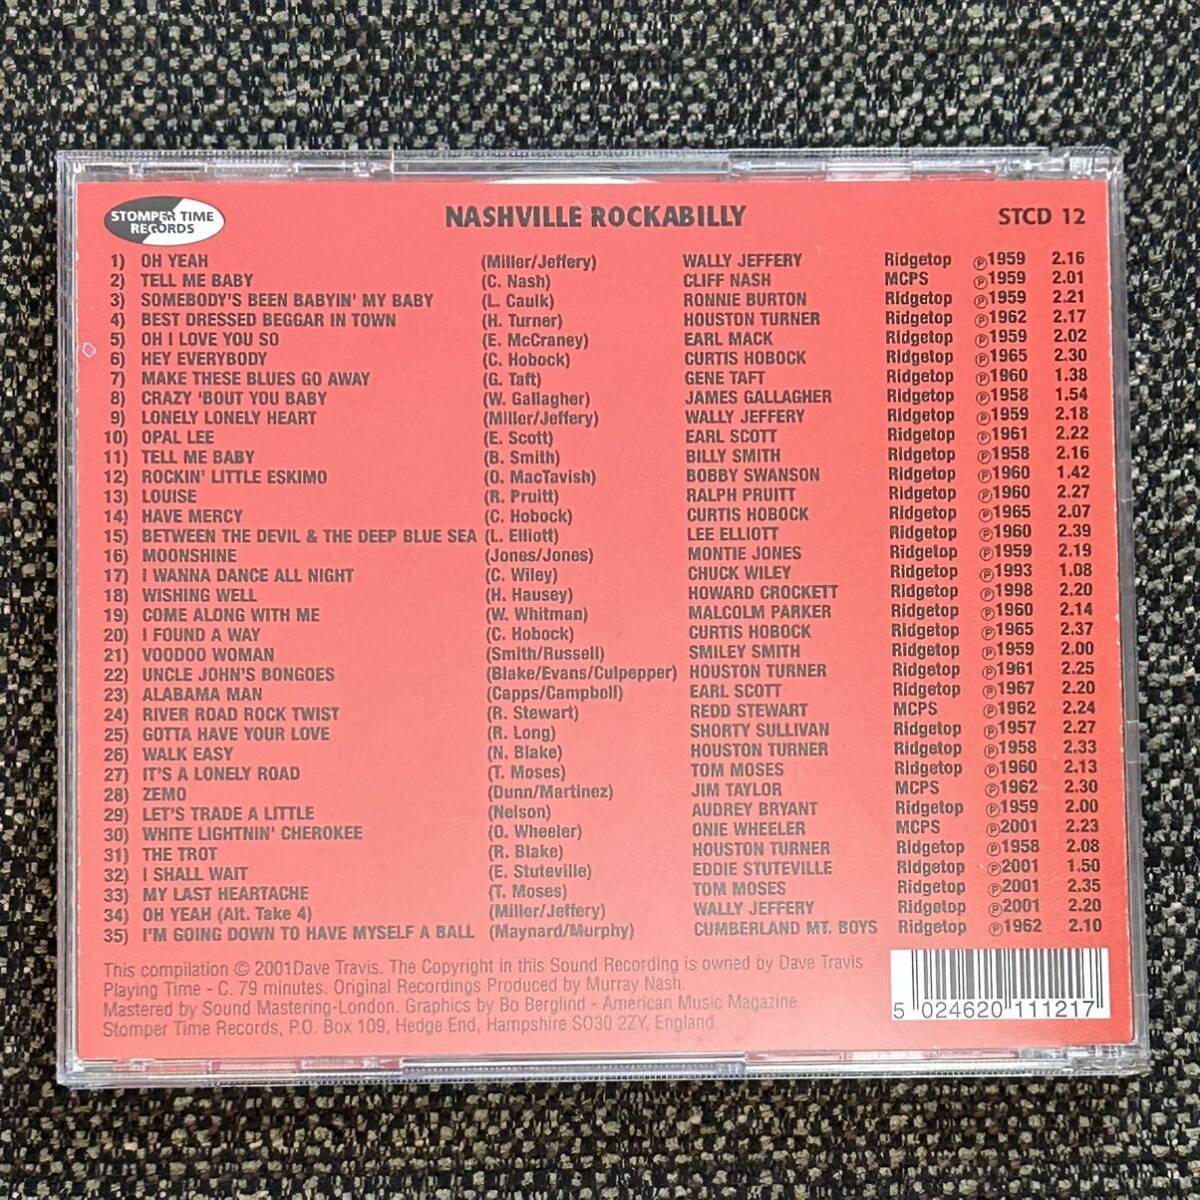 STOMPER TIME
RECORDS
NASHVILLE ROCKABILLY
STCD 12
1) OH YEAH (Miller/Jeffery) WALLY JEFFERY Ridgetop ℗1959 2.16
2) TELL ME BABY (C. Nash) CLIFF NASH MCPS ℗1959 2.01
3) SOMEBODY'S BEEN BABYIN' MY BABY (L. Caulk) RONNIE BURTON Ridgetop ℗1959 2.21
4) BEST DRESSED BEGGAR IN TOWN (H. Turner) HOUSTON TURNER Ridgetop ℗1962 2.17
5) OH I LOVE YOU SO (E. McCraney) EARL MACK Ridgetop ℗1959 2.02
6) HEY EVERYBODY (C. Hobock) CURTIS HOBOCK Ridgetop ℗1965 2.30
7) MAKE THESE BLUES GO AWAY (G. Taft) GENE TAFT Ridgetop ℗1960 1.38
8) CRAZY 'BOUT YOU BABY (W. Gallagher) JAMES GALLAGHER Ridgetop ℗1958 1.54
9) LONELY LONELY HEART (Miller/Jeffery) WALLY JEFFERY Ridgetop ℗1959 2.18
10) OPAL LEE (E. Scott) EARL SCOTT Ridgetop ℗1961 2.22
11) TELL ME BABY (B. Smith) BILLY SMITH Ridgetop ℗1958 2.16
12) ROCKIN' LITTLE ESKIMO (O. MacTavish) BOBBY SWANSON Ridgetop ℗1960 1.42
13) LOUISE (R. Pruitt) RALPH PRUITT Ridgetop ℗1960 2.27
14) HAVE MERCY (C. Hobock) CURTIS HOBOCK Ridgetop ℗1965 2.07
15) BETWEEN THE DEVIL & THE DEEP BLUE SEA (L. Elliott) LEE ELLIOTT Ridgetop ℗1960 2.39
16) MOONSHINE (Jones/Jones) MONTIE JONES Ridgetop ℗1959 2.19
17) I WANNA DANCE ALL NIGHT (C. Wiley) CHUCK WILEY Ridgetop ℗1993 1.08
18) WISHING WELL (H. Hausey) HOWARD CROCKETT Ridgetop ℗1998 2.20
19) COME ALONG WITH ME (W. Whitman) MALCOLM PARKER Ridgetop ℗1960 2.14
20) I FOUND A WAY (C. Hobock) CURTIS HOBOCK Ridgetop ℗1965 2.37
21) VOODOO WOMAN (Smith/Russell) SMILEY SMITH Ridgetop ℗1959 2.00
22) UNCLE JOHN'S BONGOES (Blake/Evans/Culpepper) HOUSTON TURNER Ridgetop ℗1961 2.25
23) ALABAMA MAN (Capps/Campboll) EARL SCOTT Ridgetop ℗1967 2.20
24) RIVER ROAD ROCK TWIST (R. Stewart) REDD STEWART MCPS ℗1962 2.24
25) GOTTA HAVE YOUR LOVE (R. Long) SHORTY SULLIVAN Ridgetop ℗1957 2.27
26) WALK EASY (N. Blake) HOUSTON TURNER Ridgetop ℗1958 2.33
27) IT'S A LONELY ROAD (T. Moses) TOM MOSES Ridgetop ℗1960 2.13
28) ZEMO (Dunn/Martinez) JIM TAYLOR MCPS ℗1962 2.30
29) LET'S TRADE A LITTLE (Nelson) AUDREY BRYANT Ridgetop ℗1959 2.00
30) WHITE LIGHTNIN' CHEROKEE (O. Wheeler) ONIE WHEELER MCPS ℗2001 2.23
31) THE TROT (R. Blake) HOUSTON TURNER Ridgetop ℗1958 2.08
32) I SHALL WAIT (E. Stuteville) EDDIE STUTEVILLE Ridgetop ℗2001 1.50
33) MY LAST HEARTACHE (T. Moses) TOM MOSES Ridgetop ℗2001 2.35
34) OH YEAH (Alt. Take 4) (Miller/Jeffery) WALLY JEFFERY Ridgetop ℗2001 2.20
35) I'M GOING DOWN TO HAVE MYSELF A BALL (Maynard/Murphy) CUMBERLAND MT. BOYS Ridgetop ℗1962 2.10
This compilation © 2001Dave Travis. The Copyright in this Sound Recording is owned by Dave Travis
Playing Time - C. 79 minutes. Original Recordings Produced by Murray Nash.
Mastered by Sound Mastering-London. Graphics by Bo Berglind - American Music Magazine.
Stomper Time Records, P.O. Box 109, Hedge End, Hampshire SO30 2ZY, England.
5 024620 111217